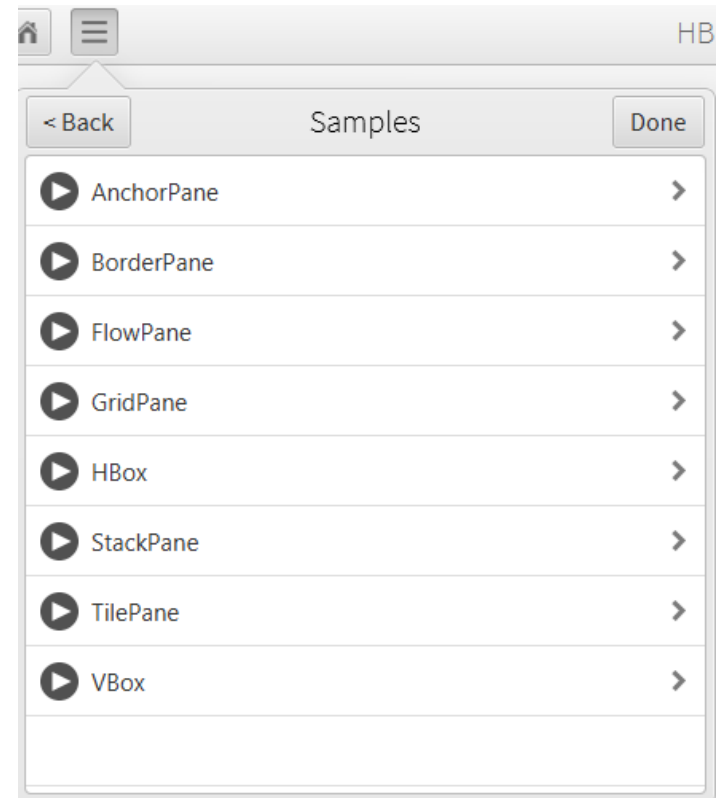 HB
< Back Samples Done
AnchorPane
BorderPane
FlowPane
GridPane
HBox
StackPane
TilePane
VBox